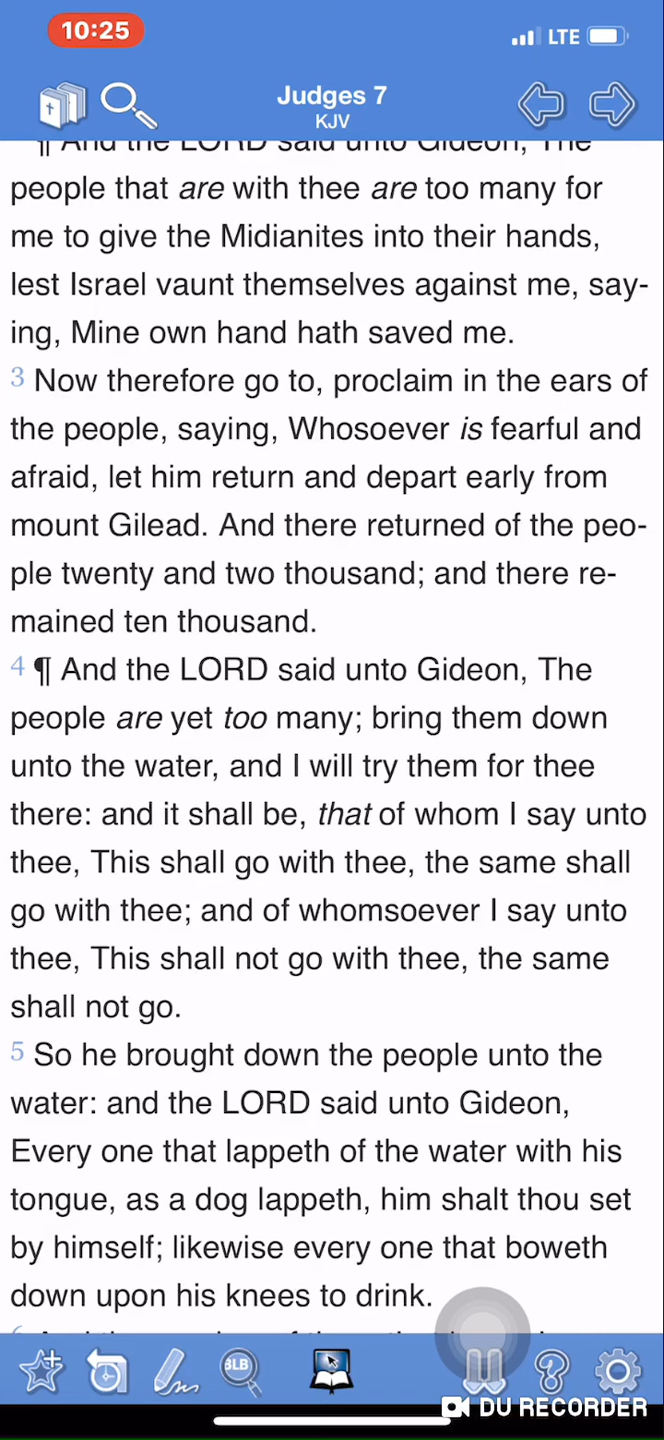 10:25
LTE
Judges 7
KJV
¶ And the LORD said unto Gideon, The
people that are with thee are too many for
me to give the Midianites into their hands,
lest Israel vaunt themselves against me, say-
ing, Mine own hand hath saved me.
3 Now therefore go to, proclaim in the ears of
the people, saying, Whosoever is fearful and
afraid, let him return and depart early from
mount Gilead. And there returned of the peo-
ple twenty and two thousand; and there re-
mained ten thousand.
4 ¶ And the LORD said unto Gideon, The
people are yet too many; bring them down
unto the water, and I will try them for thee
there: and it shall be, that of whom I say unto
thee, This shall go with thee, the same shall
go with thee; and of whomsoever I say unto
thee, This shall not go with thee, the same
shall not go.
5 So he brought down the people unto the
water: and the LORD said unto Gideon,
Every one that lappeth of the water with his
tongue, as a dog lappeth, him shalt thou set
by himself; likewise every one that boweth
down upon his knees to drink.
BLB
DU RECORDER